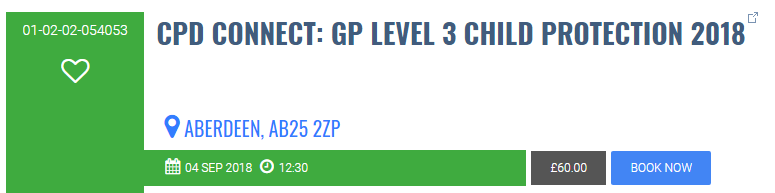 01-02-02-054053
CPD CONNECT: GP LEVEL 3 CHILD PROTECTION 2018
ABERDEEN, AB25 2ZP
04 SEP 2018 12:30 £60.00 BOOK NOW